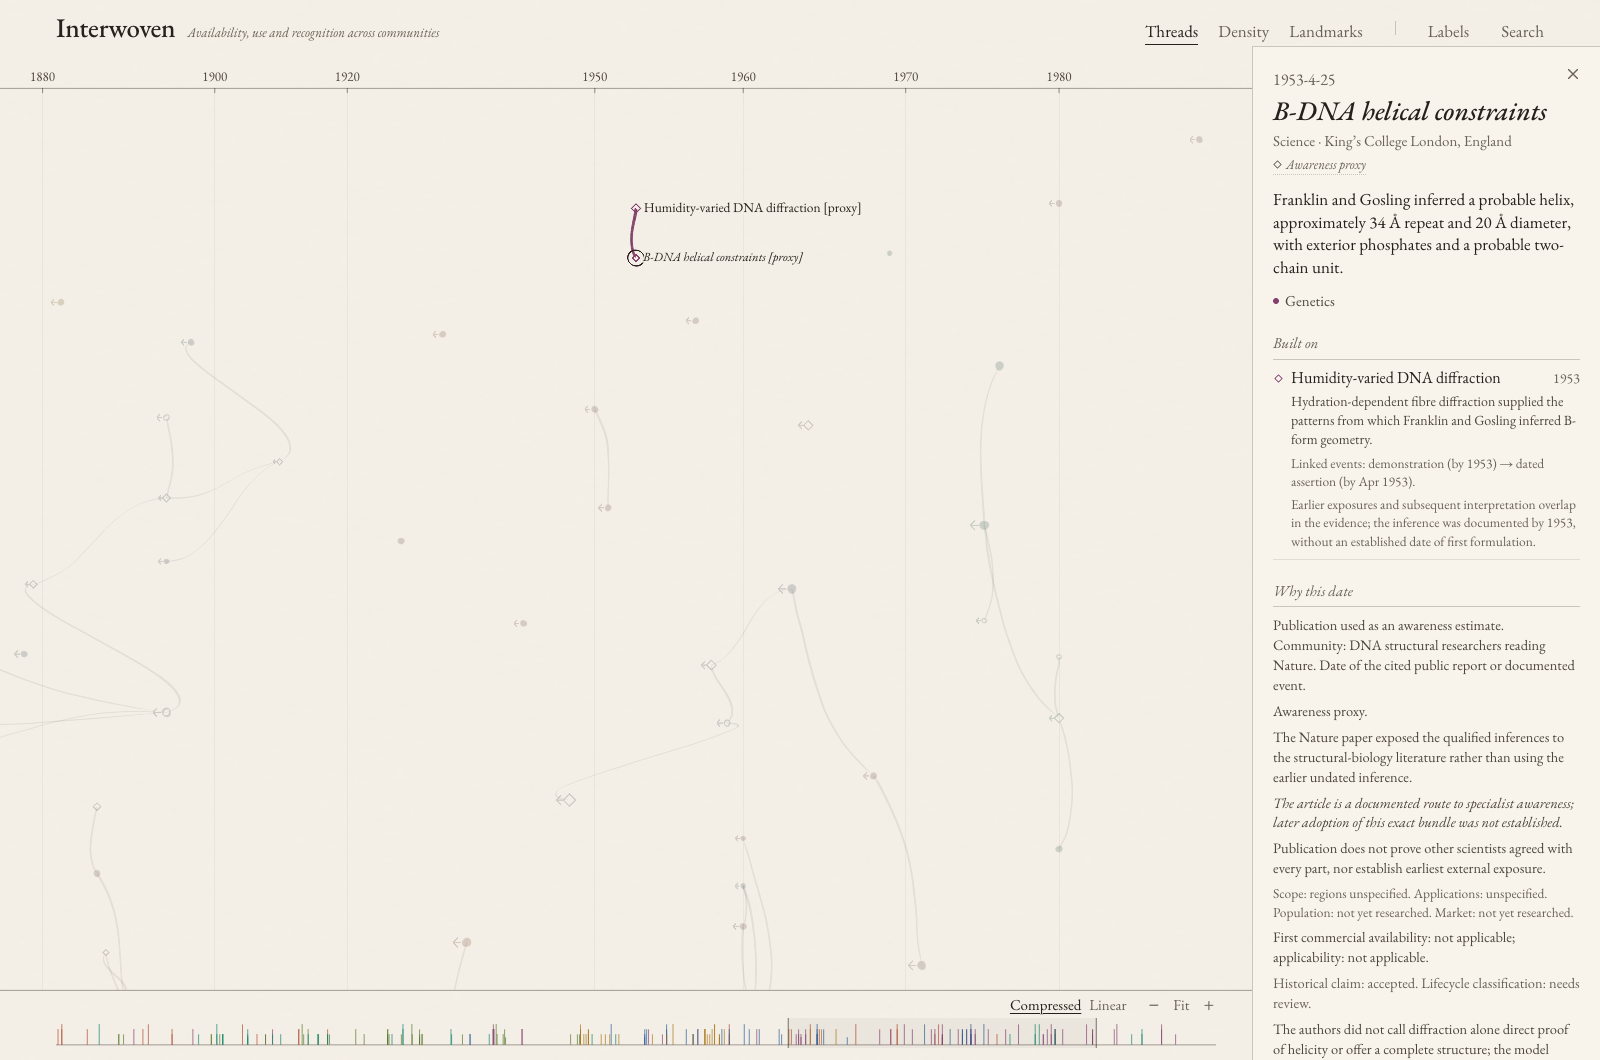 Interwoven Availability, use and recognition across communities
Threads Density Landmarks Labels Search
1880 1900 1920 1950 1960 1970 1980
Humidity-varied DNA diffraction [proxy]
B-DNA helical constraints [proxy]
1953-4-25
B-DNA helical constraints
Science · King’s College London, England
Awareness proxy
Franklin and Gosling inferred a probable helix,
approximately 34 Å repeat and 20 Å diameter,
with exterior phosphates and a probable two-
chain unit.
Genetics
Built on
Humidity-varied DNA diffraction 1953
Hydration-dependent fibre diffraction supplied the
patterns from which Franklin and Gosling inferred B-
form geometry.
Linked events: demonstration (by 1953) → dated
assertion (by Apr 1953).
Earlier exposures and subsequent interpretation overlap
in the evidence; the inference was documented by 1953,
without an established date of first formulation.
Why this date
Publication used as an awareness estimate.
Community: DNA structural researchers reading
Nature. Date of the cited public report or documented
event.
Awareness proxy.
The Nature paper exposed the qualified inferences to
the structural-biology literature rather than using the
earlier undated inference.
The article is a documented route to specialist awareness;
later adoption of this exact bundle was not established.
Publication does not prove other scientists agreed with
every part, nor establish earliest external exposure.
Scope: regions unspecified. Applications: unspecified.
Population: not yet researched. Market: not yet researched.
First commercial availability: not applicable;
applicability: not applicable.
Historical claim: accepted. Lifecycle classification: needs
review.
The authors did not call diffraction alone direct proof
of helicity or offer a complete structure; the model
Compressed Linear − Fit +